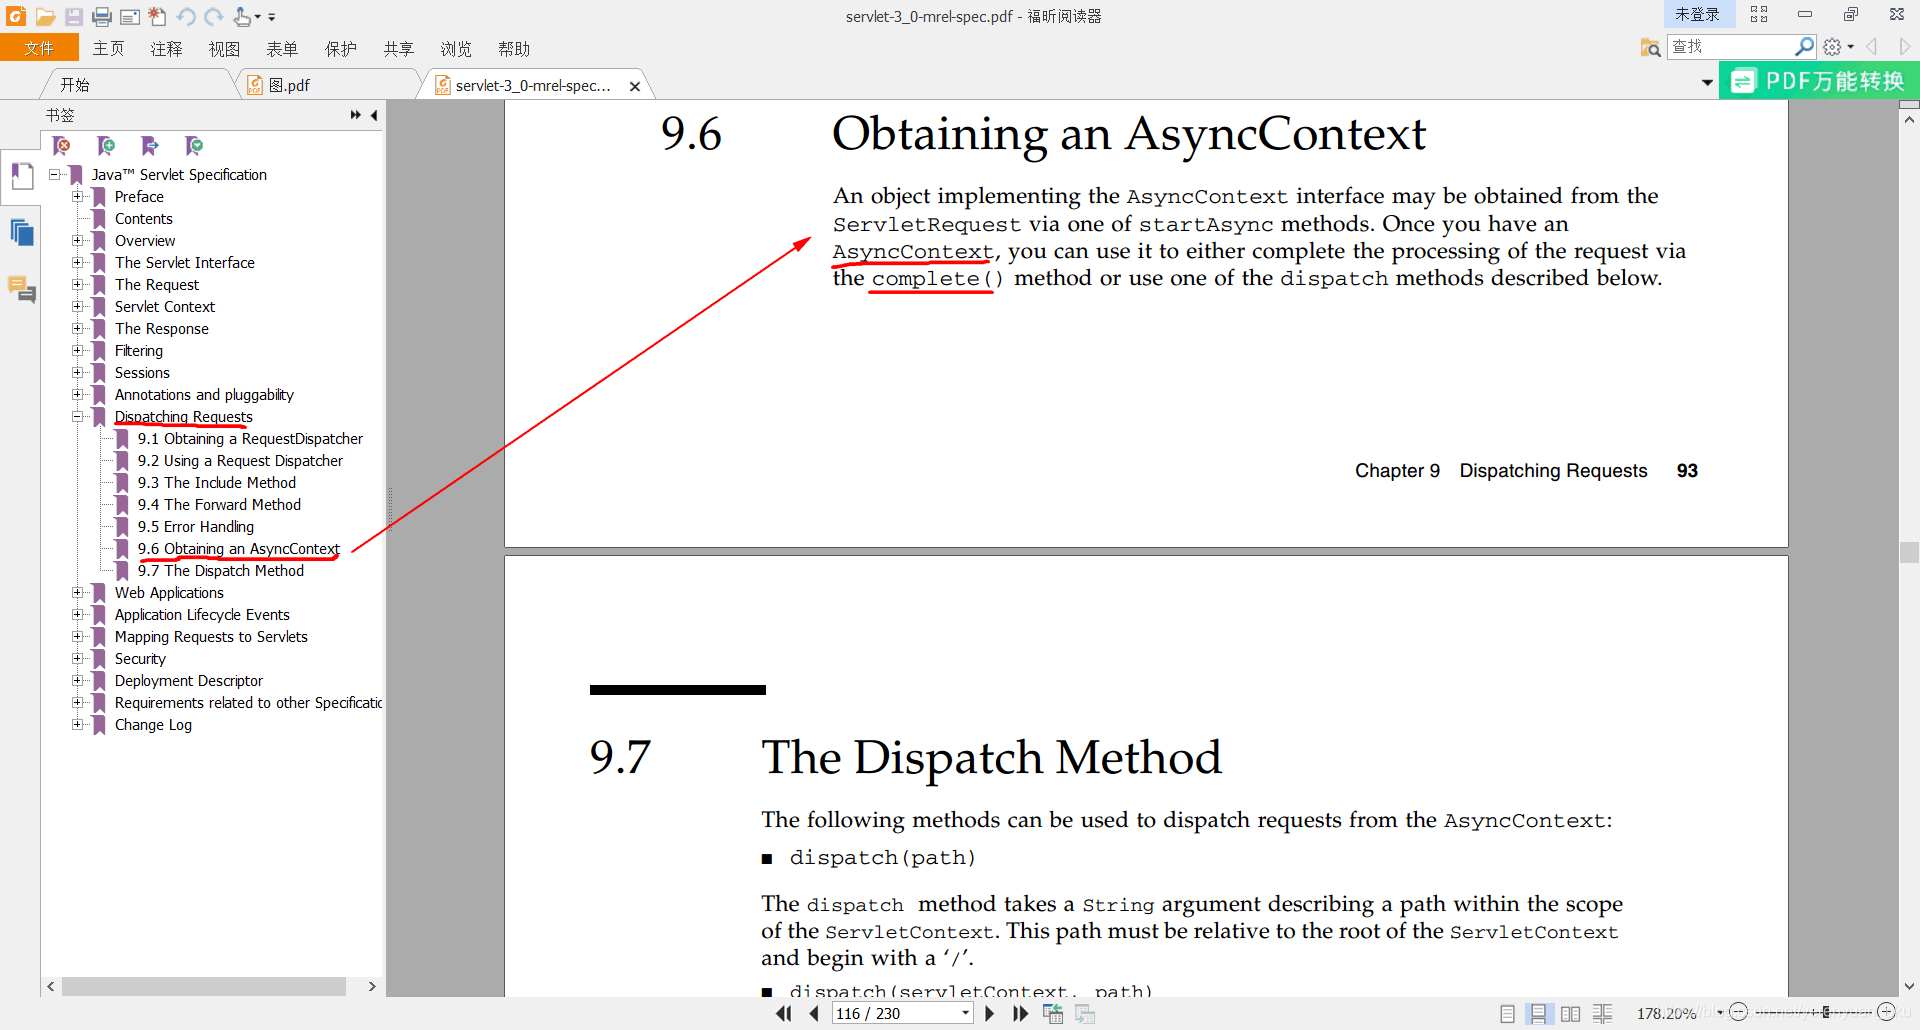 servlet-3_0-mrel-spec.pdf - 福昕阅读器
未登录
文件 主页 注释 视图 表单 保护 共享 浏览 帮助
查找
开始
图.pdf
servlet-3_0-mrel-spec...
PDF万能转换
书签
Java™ Servlet Specification
Preface
Contents
Overview
The Servlet Interface
The Request
Servlet Context
The Response
Filtering
Sessions
Annotations and pluggability
Dispatching Requests
9.1 Obtaining a RequestDispatcher
9.2 Using a Request Dispatcher
9.3 The Include Method
9.4 The Forward Method
9.5 Error Handling
9.6 Obtaining an AsyncContext
9.7 The Dispatch Method
Web Applications
Application Lifecycle Events
Mapping Requests to Servlets
Security
Deployment Descriptor
Requirements related to other Specificatic
Change Log
9.6 Obtaining an AsyncContext
An object implementing the AsyncContext interface may be obtained from the
ServletRequest via one of startAsync methods. Once you have an
AsyncContext, you can use it to either complete the processing of the request via
the complete() method or use one of the dispatch methods described below.
Chapter 9 Dispatching Requests 93
9.7 The Dispatch Method
The following methods can be used to dispatch requests from the AsyncContext:
■ dispatch(path)
The dispatch method takes a String argument describing a path within the scope
of the ServletContext. This path must be relative to the root of the ServletContext
and begin with a ‘/’.
■ dispatch(servletContext, path)
116 / 230
178.20%